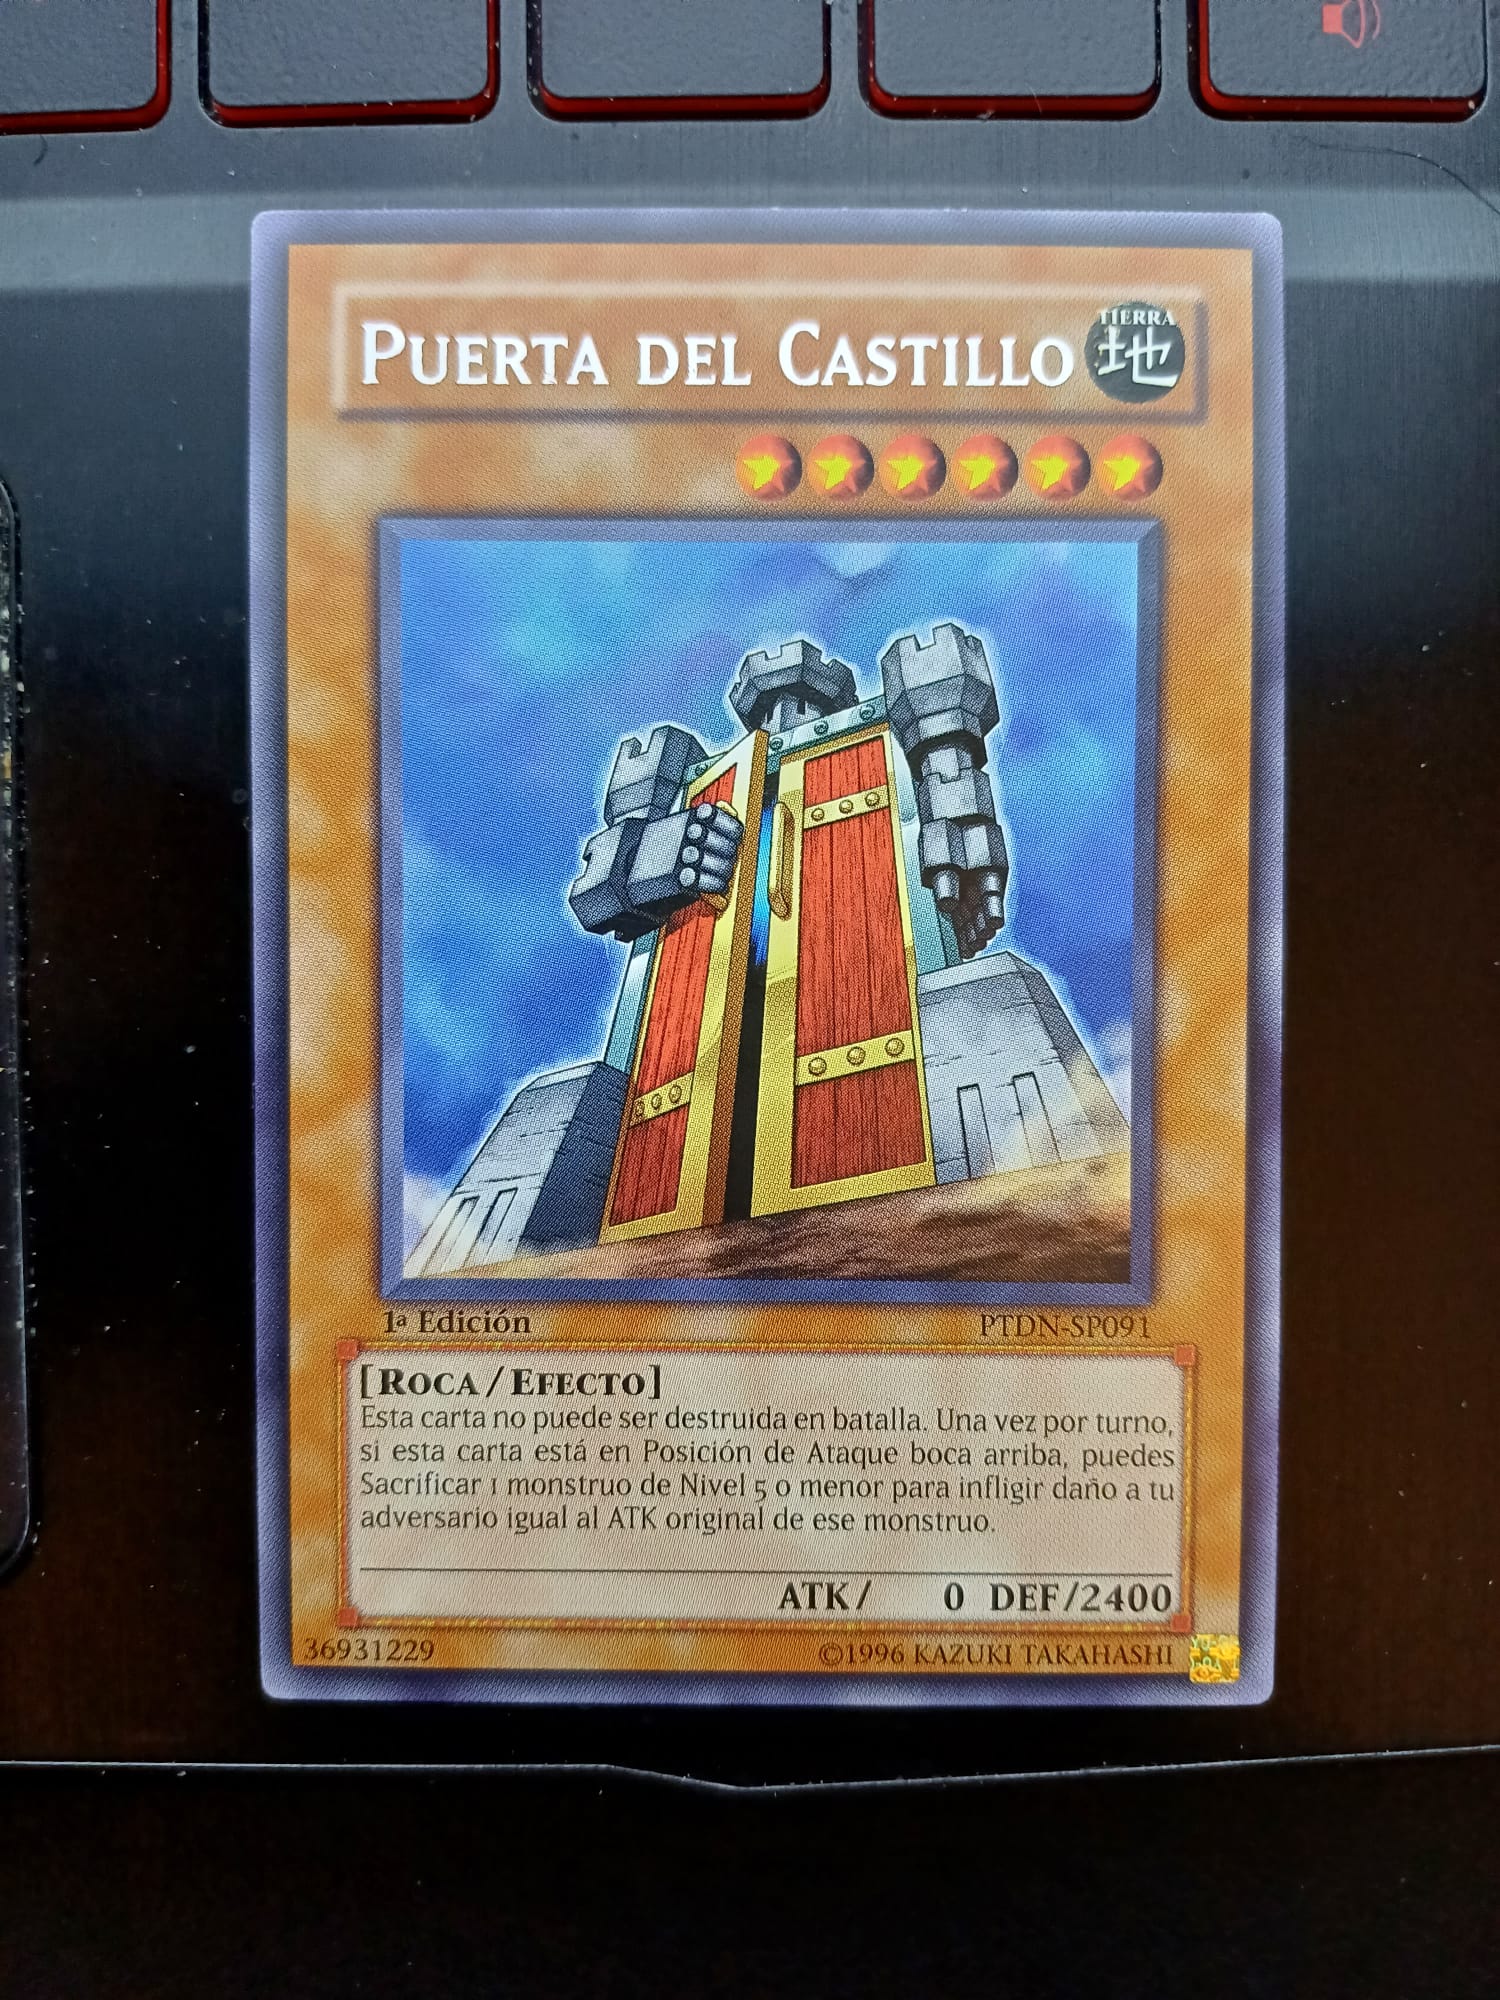 PUERTA DEL CASTILLO
TIERRA
地
1ª Edición
PTDN-SP091
[ROCA/EFECTO]
Esta carta no puede ser destruida en batalla. Una vez por turno,
si esta carta está en Posición de Ataque boca arriba, puedes
Sacrificar 1 monstruo de Nivel 5 o menor para infligir daño a tu
adversario igual al ATK original de ese monstruo.
ATK/ 0 DEF/2400
36931229
©1996 KAZUKI TAKAHASHI